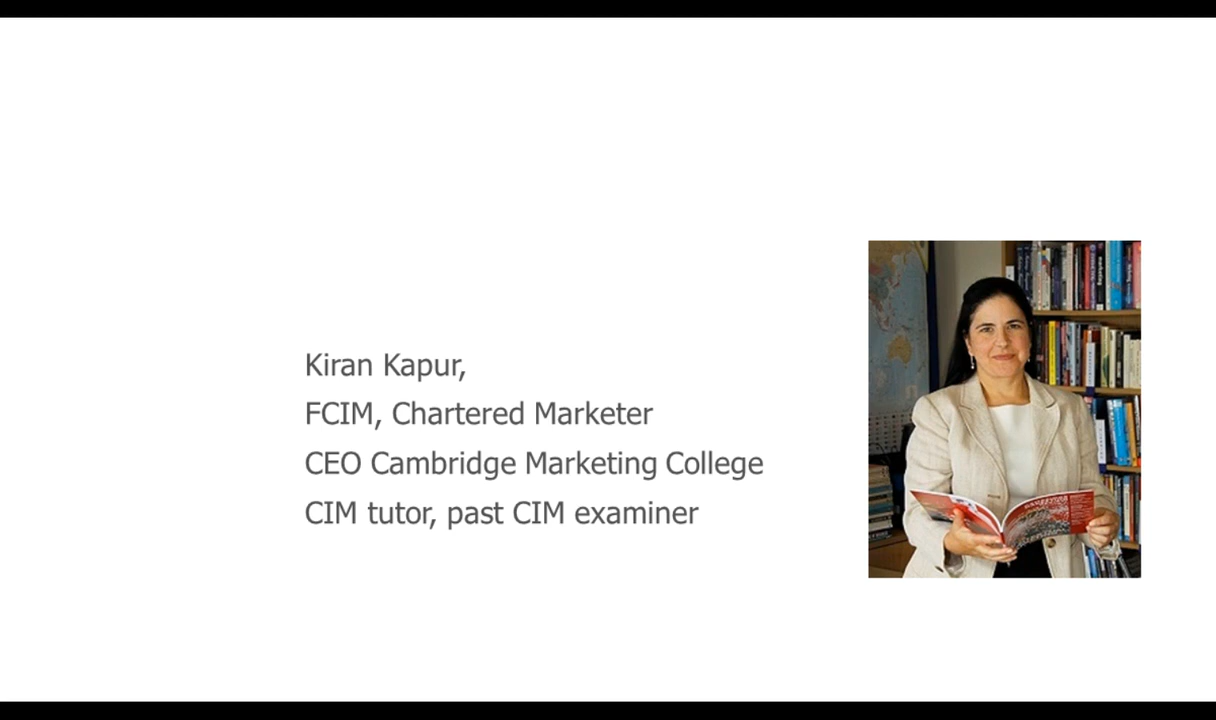 Kiran Kapur,
FCIM, Chartered Marketer
CEO Cambridge Marketing College
CIM tutor, past CIM examiner